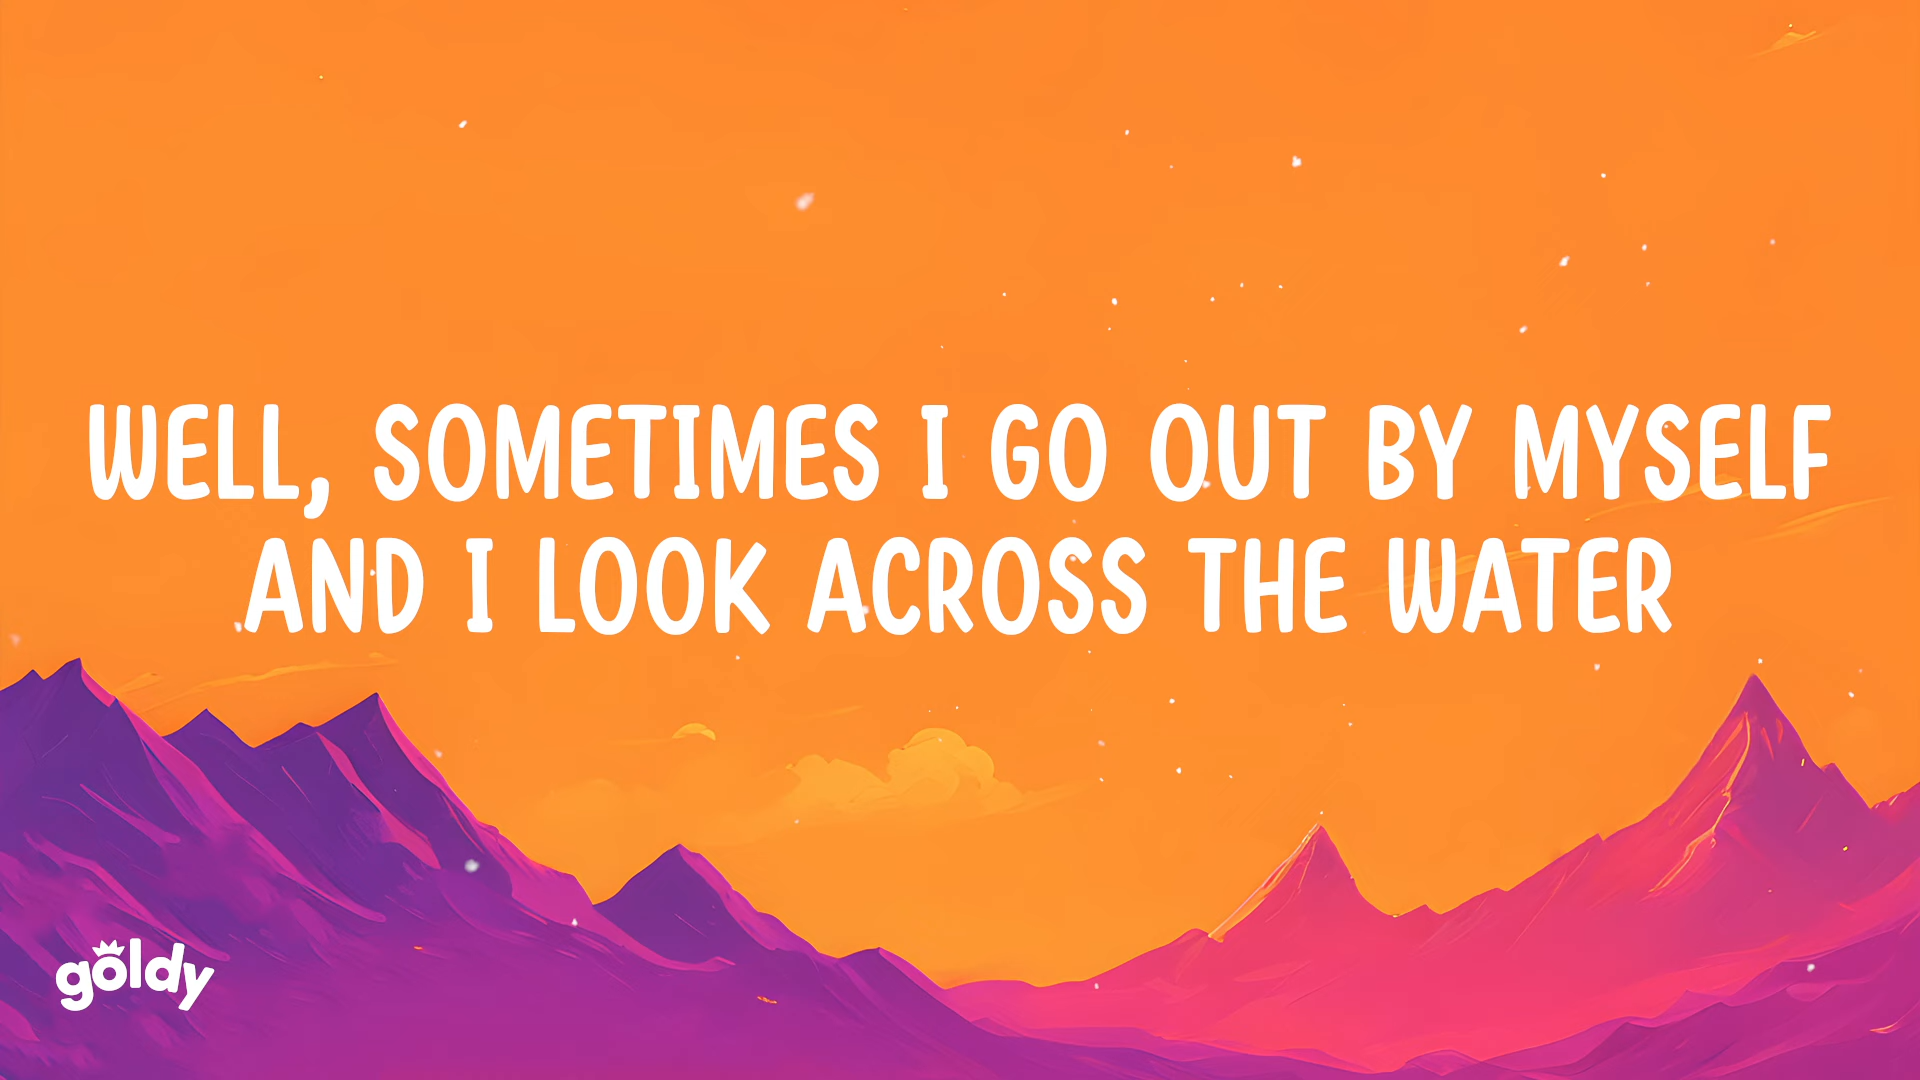 WELL, SOMETIMES I GO OUT BY MYSELF
AND I LOOK ACROSS THE WATER
goldy